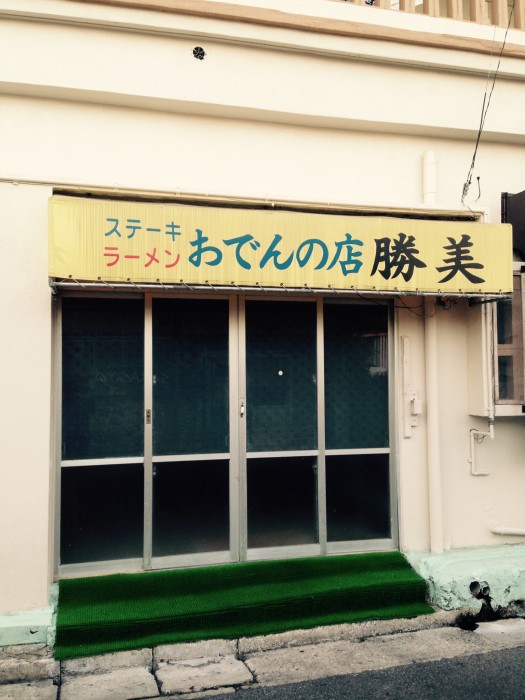 ステーキ
ラーメン
おでんの店 勝美